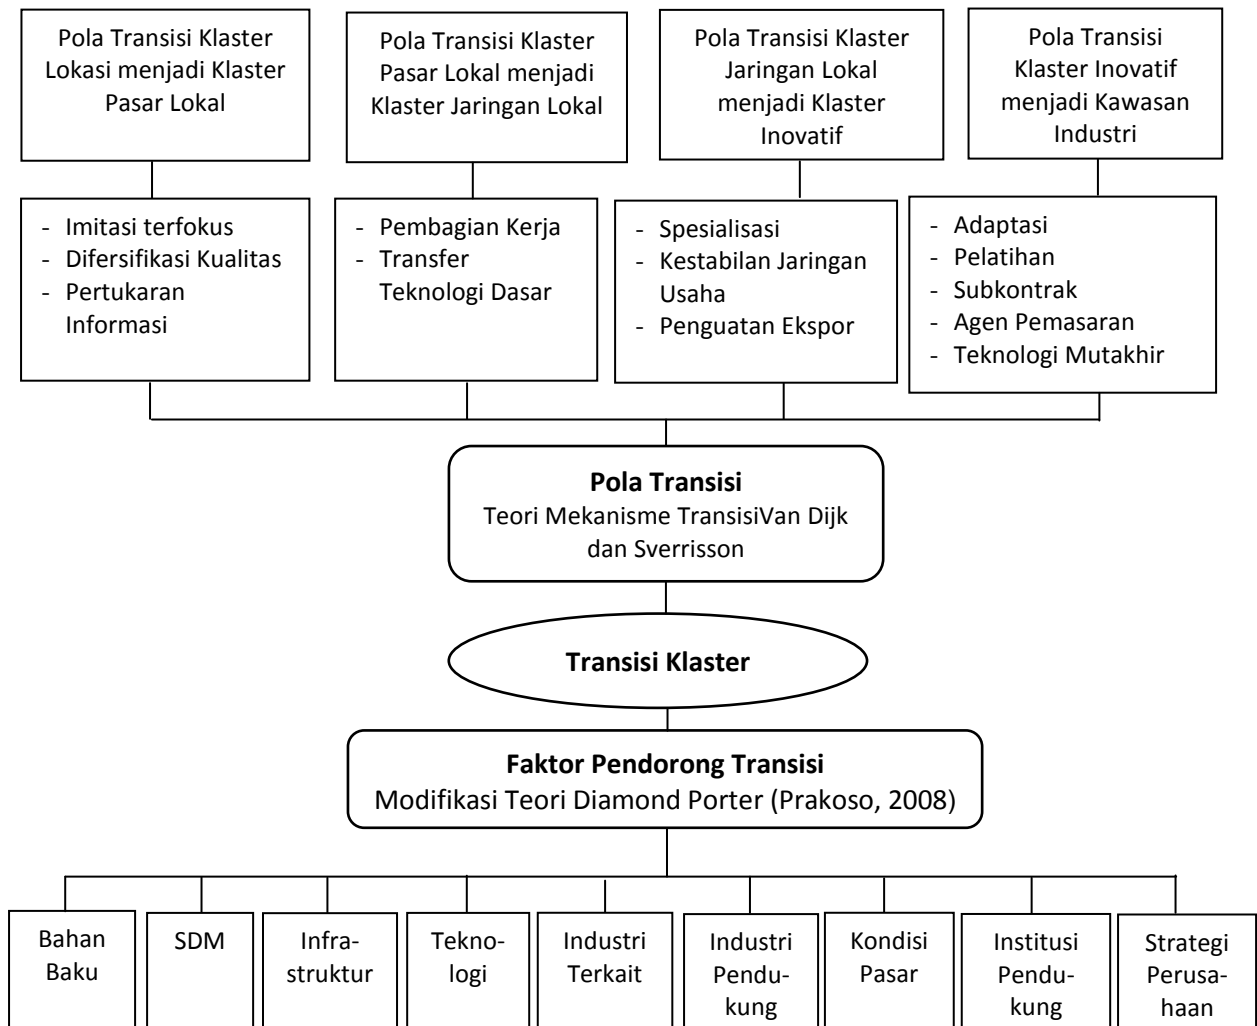 Pola Transisi Klaster
Lokasi menjadi Klaster
Pasar Lokal
Pola Transisi Klaster
Pasar Lokal menjadi
Klaster Jaringan Lokal
Pola Transisi Klaster
Jaringan Lokal
menjadi Klaster
Inovatif
Pola Transisi
Klaster Inovatif
menjadi Kawasan
Industri
- Imitasi terfokus
- Difersifikasi Kualitas
- Pertukaran
Informasi
- Pembagian Kerja
- Transfer
Teknologi Dasar
- Spesialisasi
- Kestabilan Jaringan
Usaha
- Penguatan Ekspor
- Adaptasi
- Pelatihan
- Subkontrak
- Agen Pemasaran
- Teknologi Mutakhir
Pola Transisi
Teori Mekanisme TransisiVan Dijk
dan Sverrisson
Transisi Klaster
Faktor Pendorong Transisi
Modifikasi Teori Diamond Porter (Prakoso, 2008)
Bahan
Baku
SDM
Infra-
struktur
Tekno-
logi
Industri
Terkait
Industri
Pendu-
kung
Kondisi
Pasar
Institusi
Pendu-
kung
Strategi
Perusa-
haan